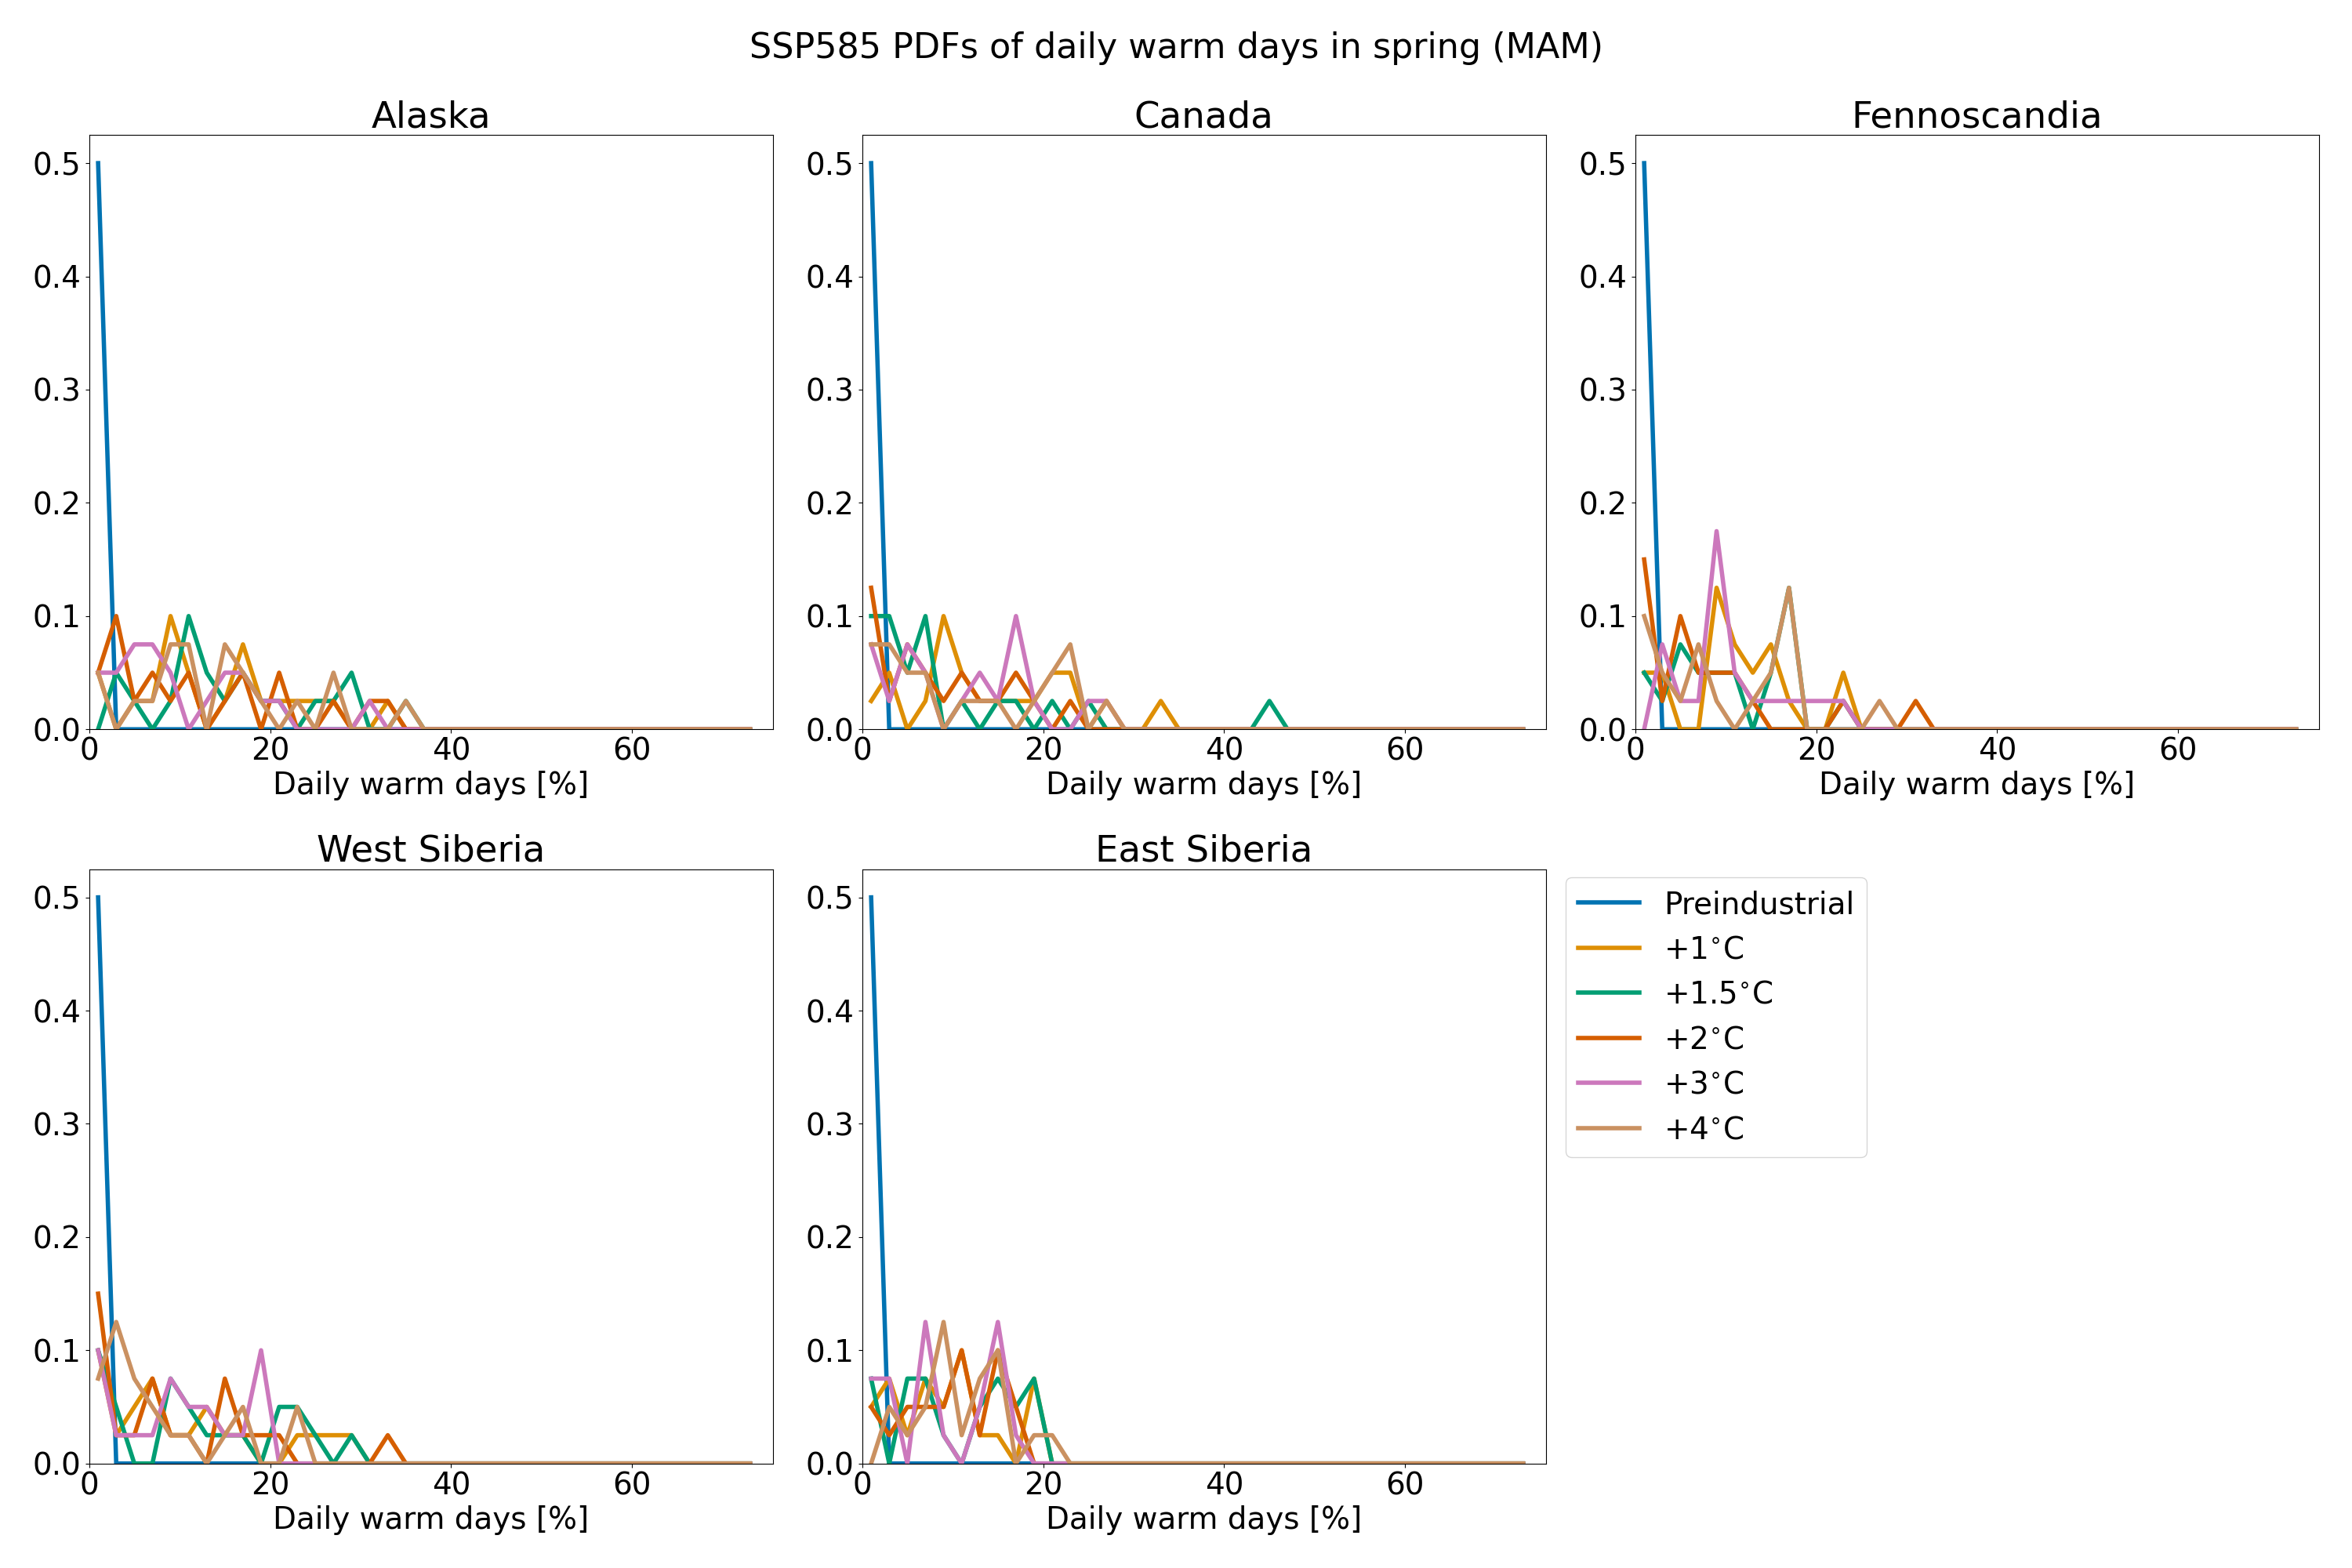 SSP585 PDFs of daily warm days in spring (MAM)
Alaska
0.5
0.4
0.3
0.2
0.1
0.0
0 20 40 60
Daily warm days [%]
Canada
0.5
0.4
0.3
0.2
0.1
0.0
0 20 40 60
Daily warm days [%]
Fennoscandia
0.5
0.4
0.3
0.2
0.1
0.0
0 20 40 60
Daily warm days [%]
West Siberia
0.5
0.4
0.3
0.2
0.1
0.0
0 20 40 60
Daily warm days [%]
East Siberia
0.5
0.4
0.3
0.2
0.1
0.0
0 20 40 60
Daily warm days [%]
Preindustrial
+1°C
+1.5°C
+2°C
+3°C
+4°C